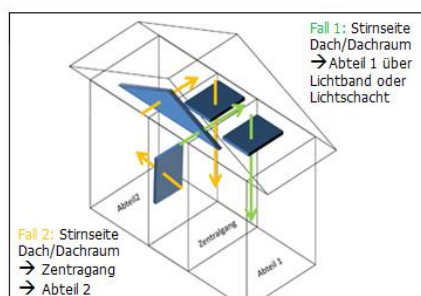 Fall 1: Stirnseite
Dach/Dachraum
→ Abteil 1 über
Lichtband oder
Lichtschacht
Abteil2
Zentralgang
Abteil 1
Fall 2: Stirnseite
Dach/Dachraum
→ Zentragang
→ Abteil 2